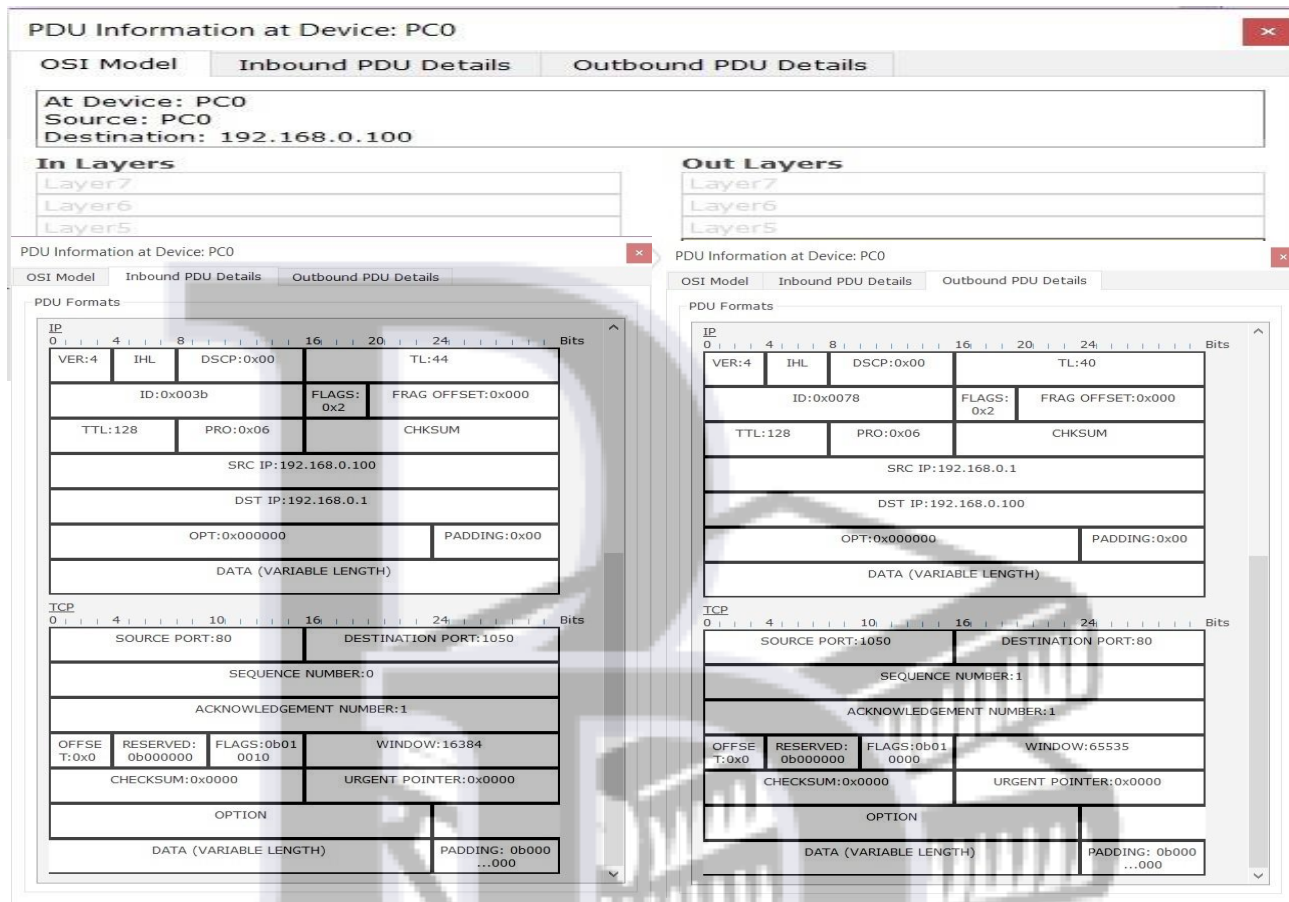 PDU Information at Device: PC0
OSI Model Inbound PDU Details Outbound PDU Details
At Device: PC0
Source: PC0
Destination: 192.168.0.100
In Layers Out Layers
Layer7 Layer7
Layer6 Layer6
Layer5 Layer5
PDU Information at Device: PC0
OSI Model Inbound PDU Details Outbound PDU Details
PDU Formats
IP
0 4 8 16 20 24 Bits
VER:4 IHL DSCP:0x00 TL:44
ID:0x003b FLAGS: FRAG OFFSET:0x000
0x2
TTL:128 PRO:0x06 CHKSUM
SRC IP:192.168.0.100
DST IP:192.168.0.1
OPT:0x000000 PADDING:0x00
DATA (VARIABLE LENGTH)
TCP
0 4 10 16 24 Bits
SOURCE PORT:80 DESTINATION PORT:1050
SEQUENCE NUMBER:0
ACKNOWLEDGEMENT NUMBER:1
OFFSE RESERVED: FLAGS:0b01 WINDOW:16384
T:0x0 0b000000 0010
CHECKSUM:0x0000 URGENT POINTER:0x0000
OPTION
DATA (VARIABLE LENGTH) PADDING: 0b000
...000
PDU Information at Device: PC0
OSI Model Inbound PDU Details Outbound PDU Details
PDU Formats
IP
0 4 8 16 20 24 Bits
VER:4 IHL DSCP:0x00 TL:40
ID:0x0078 FLAGS: FRAG OFFSET:0x000
0x2
TTL:128 PRO:0x06 CHKSUM
SRC IP:192.168.0.1
DST IP:192.168.0.100
OPT:0x000000 PADDING:0x00
DATA (VARIABLE LENGTH)
TCP
0 4 10 16 24 Bits
SOURCE PORT:1050 DESTINATION PORT:80
SEQUENCE NUMBER:1
ACKNOWLEDGEMENT NUMBER:1
OFFSE RESERVED: FLAGS:0b01 WINDOW:65535
T:0x0 0b000000 0000
CHECKSUM:0x0000 URGENT POINTER:0x0000
OPTION
DATA (VARIABLE LENGTH) PADDING: 0b000
...000